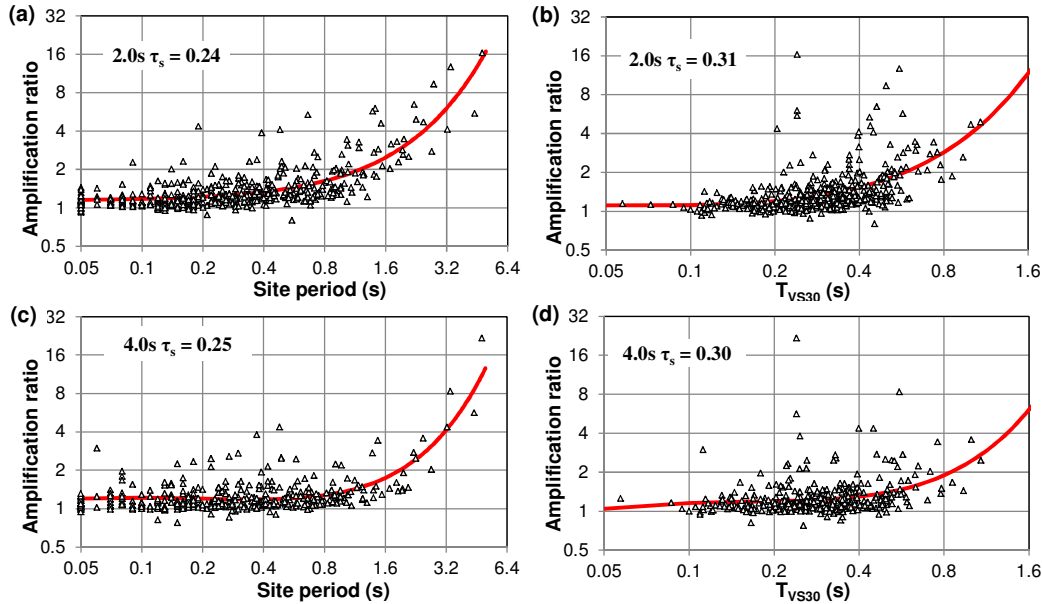 (a)
32
16
8
4
2
1
0.5
Amplification ratio
2.0s τs = 0.24
0.05 0.1 0.2 0.4 0.8 1.6 3.2 6.4
Site period (s)
(b)
32
16
8
4
2
1
0.5
Amplification ratio
2.0s τs = 0.31
0.05 0.1 0.2 0.4 0.8 1.6
TVS30 (s)
(c)
32
16
8
4
2
1
0.5
Amplification ratio
4.0s τs = 0.25
0.05 0.1 0.2 0.4 0.8 1.6 3.2 6.4
Site period (s)
(d)
32
16
8
4
2
1
0.5
Amplification ratio
4.0s τs = 0.30
0.05 0.1 0.2 0.4 0.8 1.6
TVS30 (s)